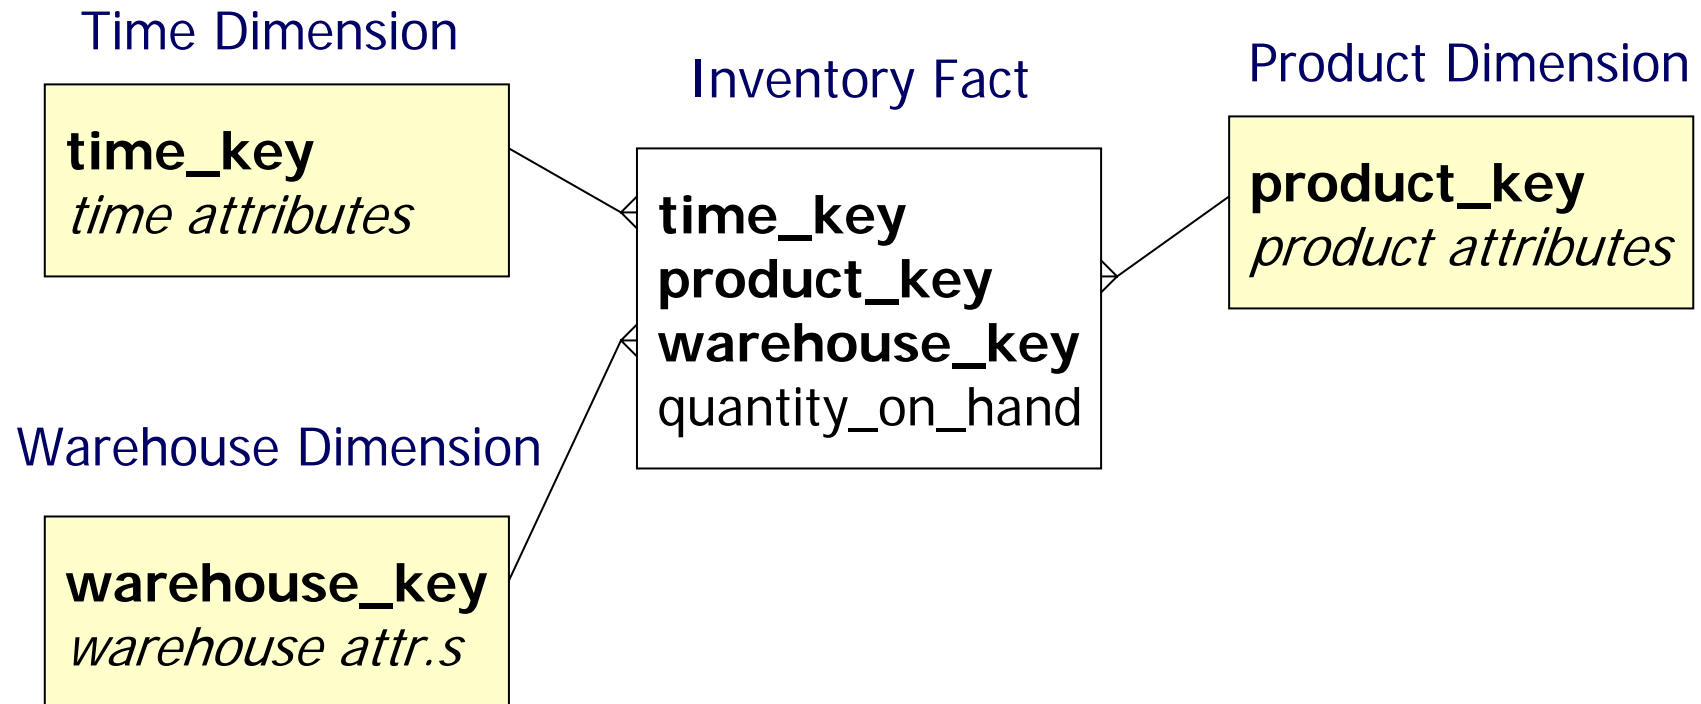 Time Dimension
time_key
time attributes
Inventory Fact
time_key
product_key
warehouse_key
quantity_on_hand
Product Dimension
product_key
product attributes
Warehouse Dimension
warehouse_key
warehouse attr.s